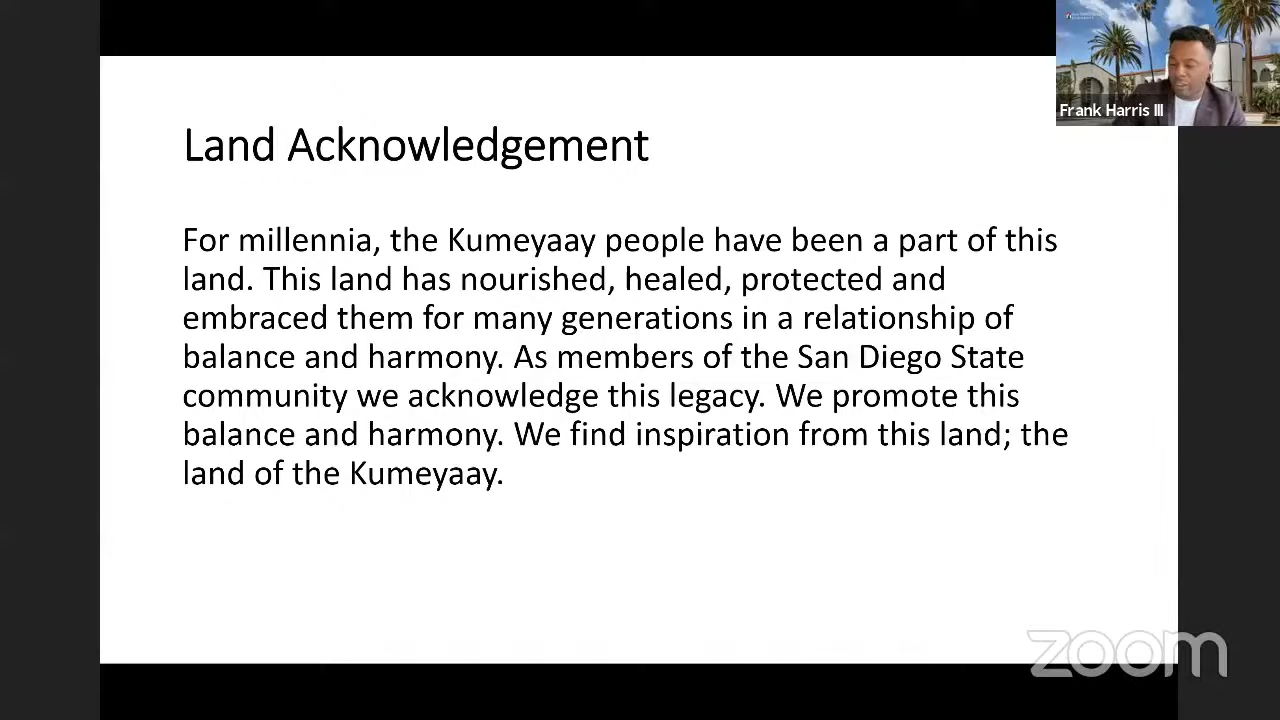 Frank Harris III
Land Acknowledgement
For millennia, the Kumeyaay people have been a part of this
land. This land has nourished, healed, protected and
embraced them for many generations in a relationship of
balance and harmony. As members of the San Diego State
community we acknowledge this legacy. We promote this
balance and harmony. We find inspiration from this land; the
land of the Kumeyaay.
zoom